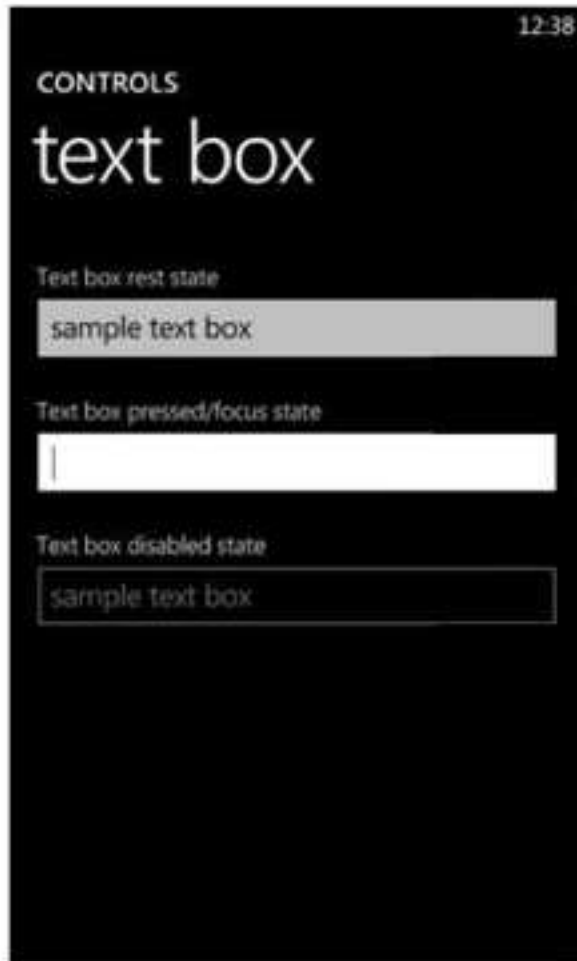 12:38
CONTROLS
text box
Text box rest state
sample text box
Text box pressed/focus state
Text box disabled state
sample text box